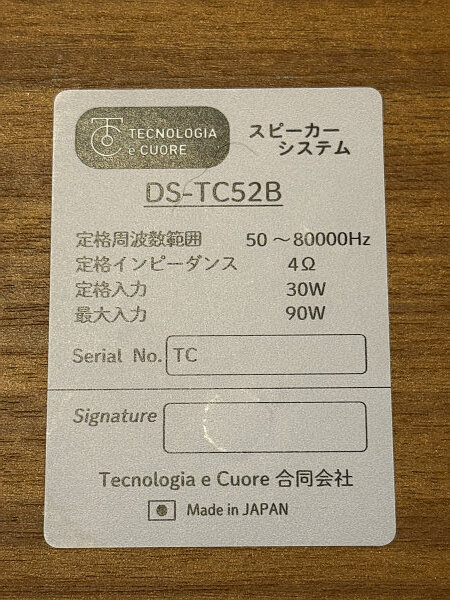 TECNOLOGIA
e CUORE
スピーカー
システム
DS-TC52B
定格周波数範囲 50 ～80000Hz
定格インピーダンス 4Ω
定格入力 30W
最大入力 90W
Serial No. TC
Signature
Tecnologia e Cuore 合同会社
Made in JAPAN